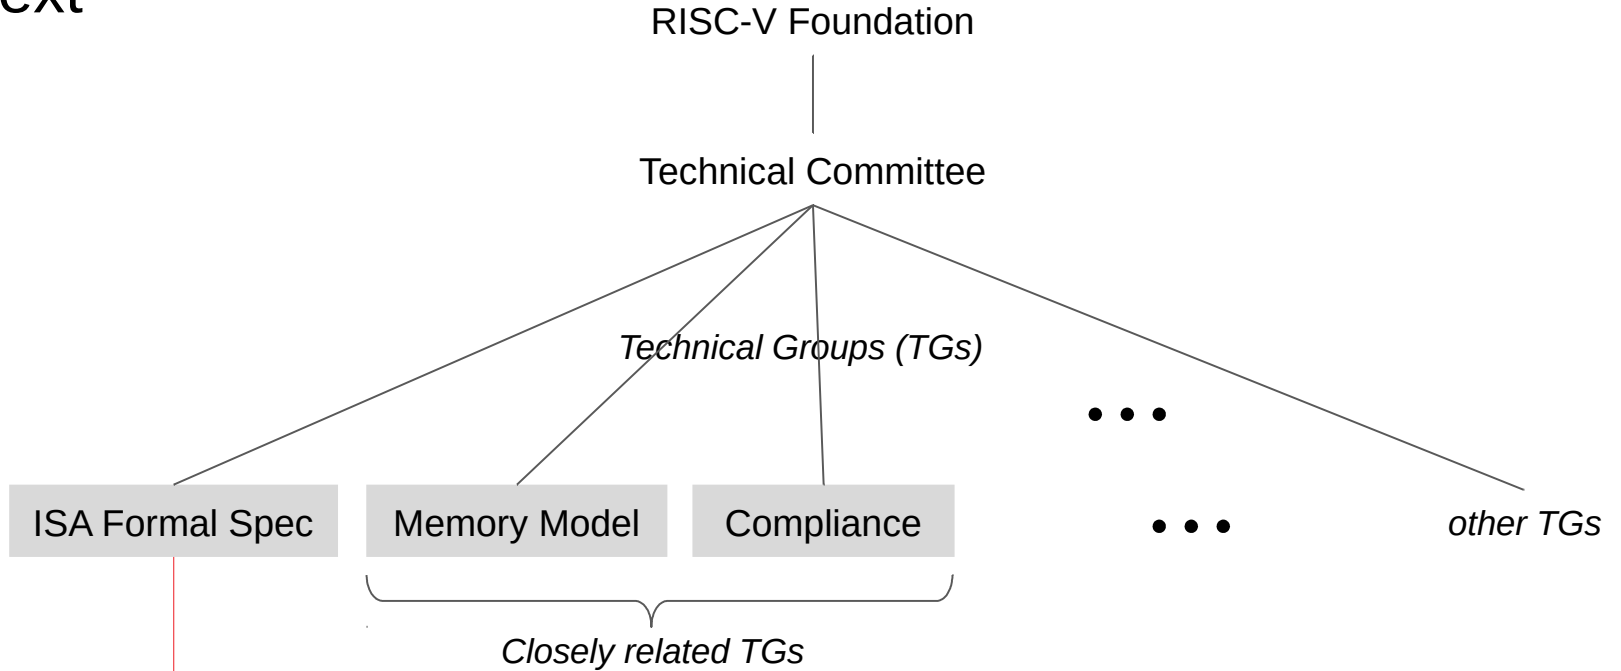 RISC-V Foundation
Technical Committee
Technical Groups (TGs)
ISA Formal Spec
Memory Model
Compliance
other TGs
Closely related TGs